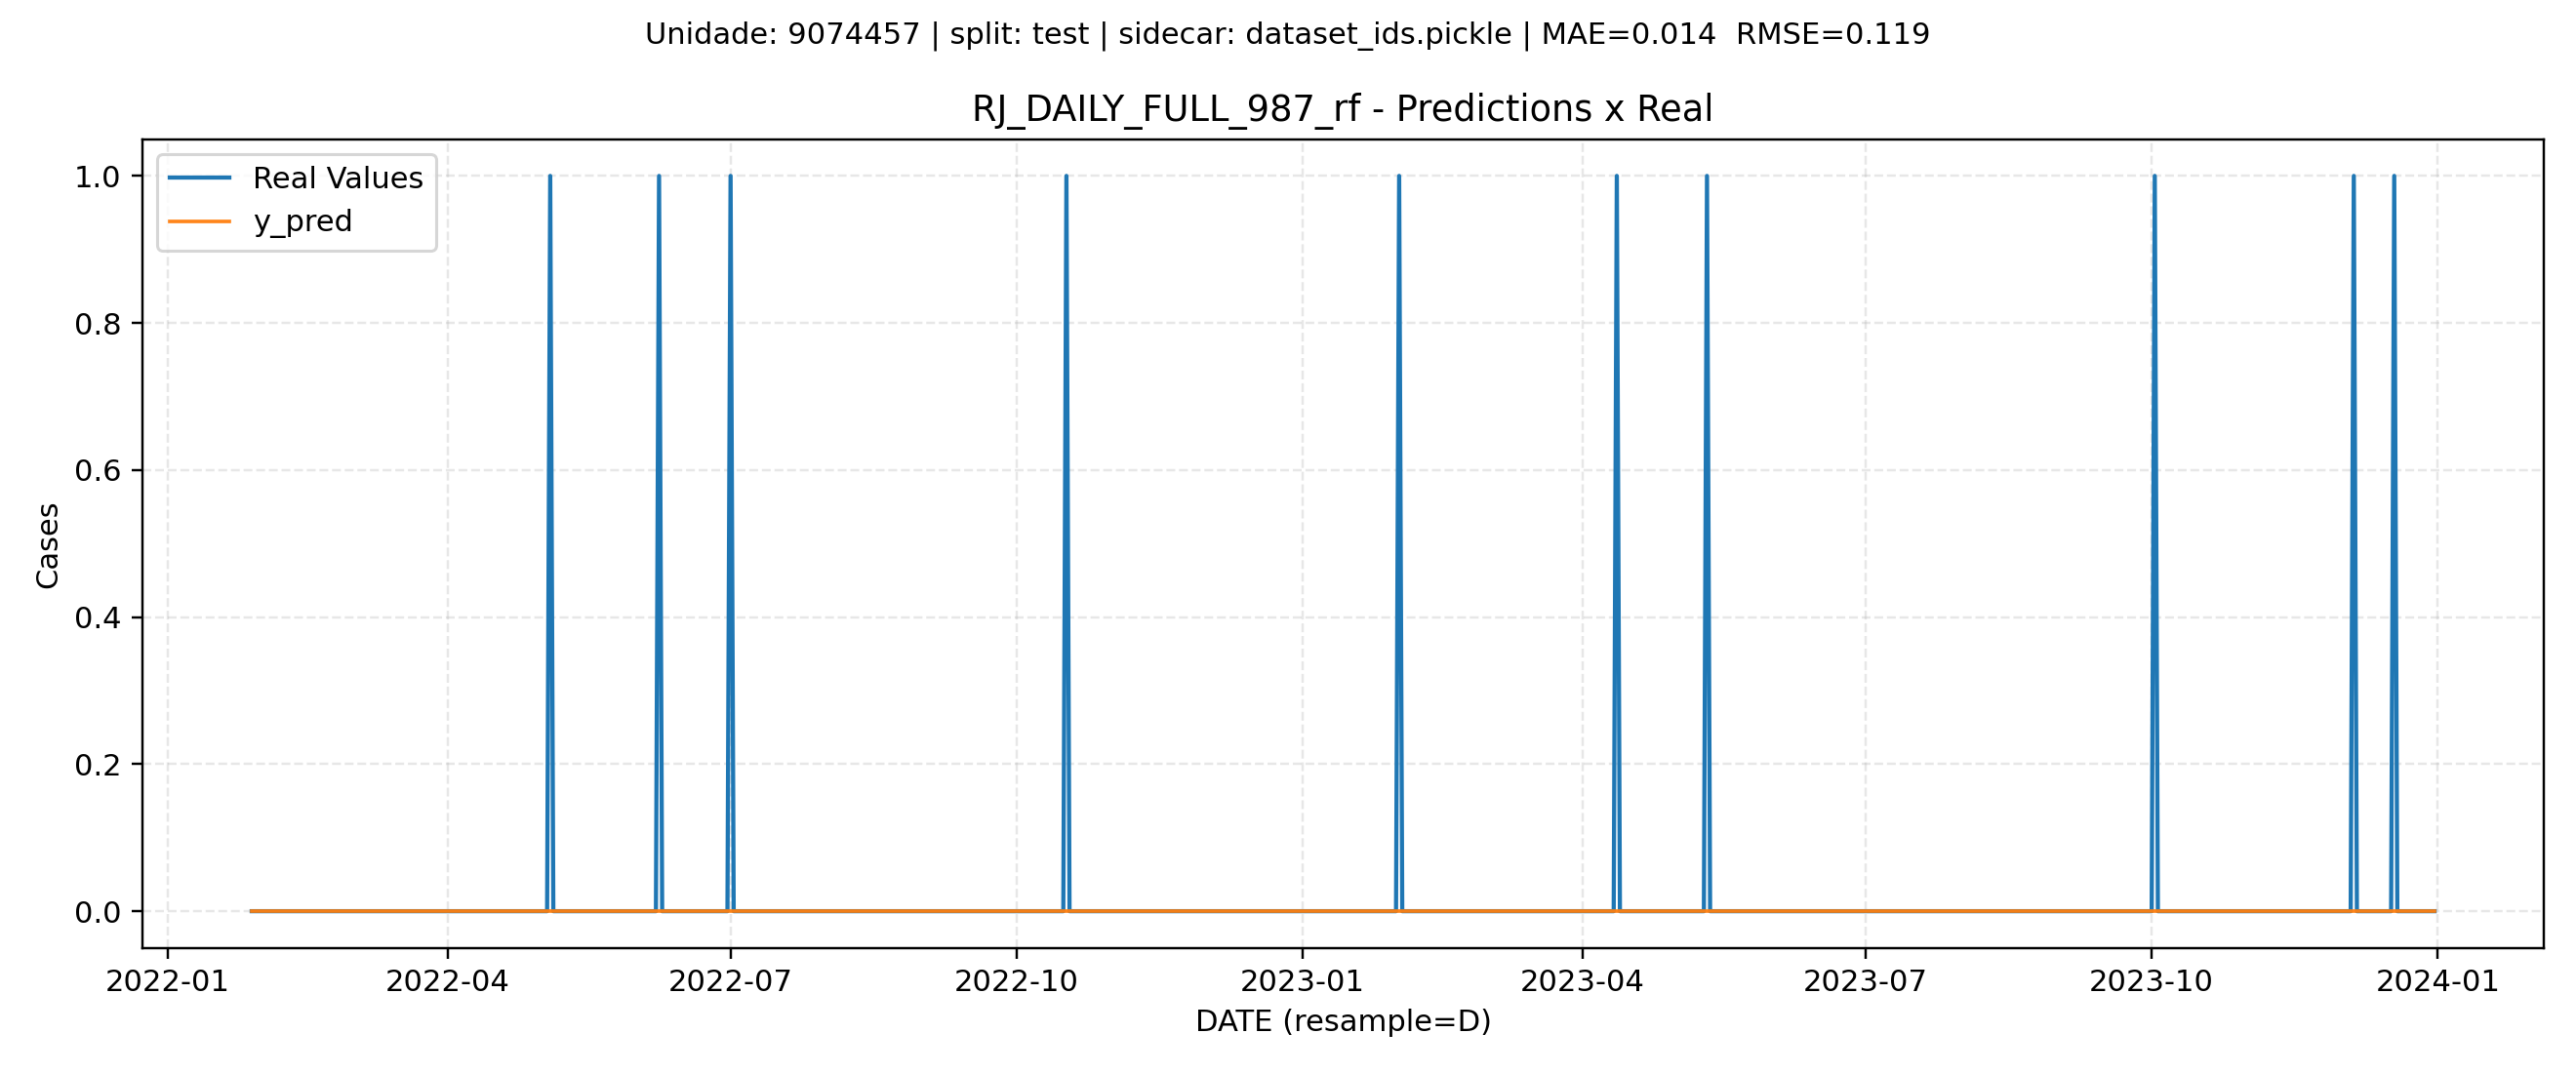 Unidade: 9074457 | split: test | sidecar: dataset_ids.pickle | MAE=0.014  RMSE=0.119
RJ_DAILY_FULL_987_rf - Predictions x Real
Real Values
y_pred
1.0
0.8
0.6
0.4
0.2
0.0
Cases
2022-01
2022-04
2022-07
2022-10
2023-01
2023-04
2023-07
2023-10
2024-01
DATE (resample=D)